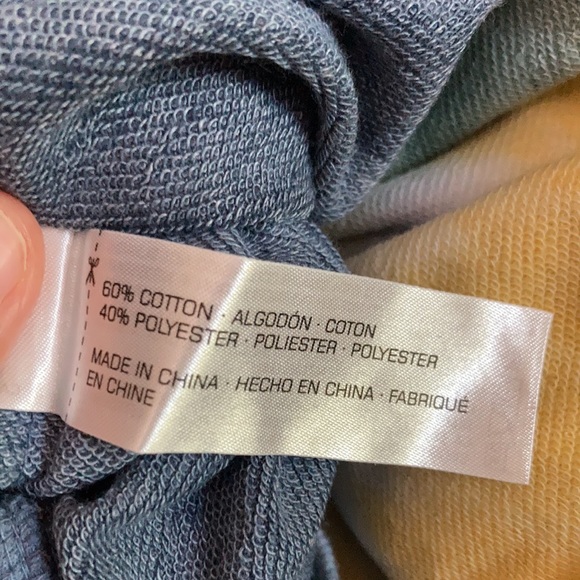 60% COTTON · ALGODÓN · COTON
40% POLYESTER · POLIESTER · POLYESTER
MADE IN CHINA · HECHO EN CHINA · FABRIQUÉ
EN CHINE